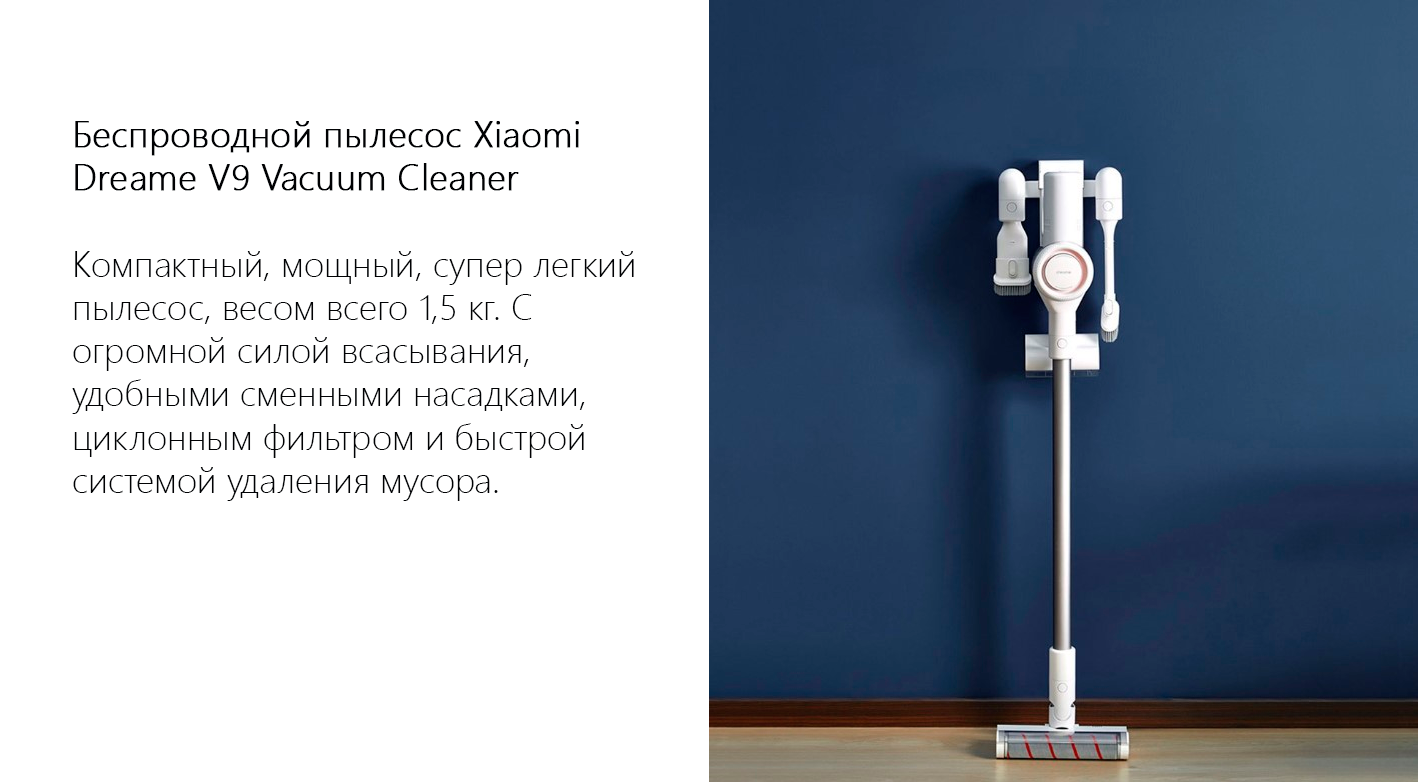 Беспроводной пылесос Xiaomi
Dreame V9 Vacuum Cleaner
Компактный, мощный, супер легкий
пылесос, весом всего 1,5 кг. С
огромной силой всасывания,
удобными сменными насадками,
циклонным фильтром и быстрой
системой удаления мусора.